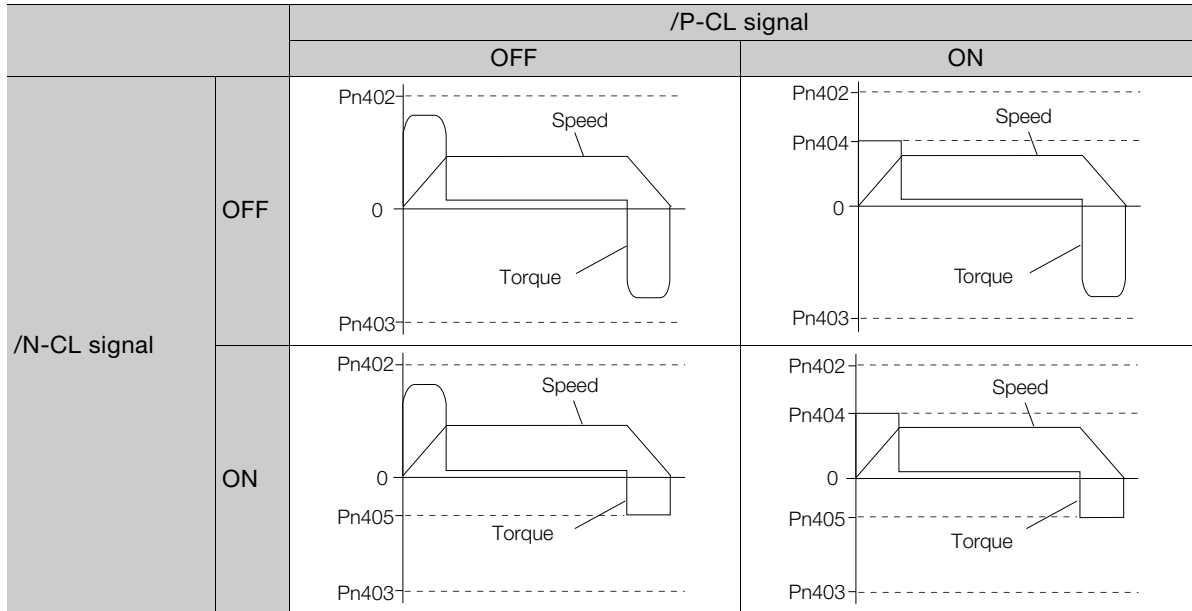 /P-CL signal
OFF
ON
/N-CL signal
OFF
Pn402
Speed
0
Torque
Pn403
Pn402
Pn404
Speed
0
Torque
Pn403
ON
Pn402
Speed
0
Pn405
Torque
Pn403
Pn402
Pn404
Speed
0
Pn405
Torque
Pn403